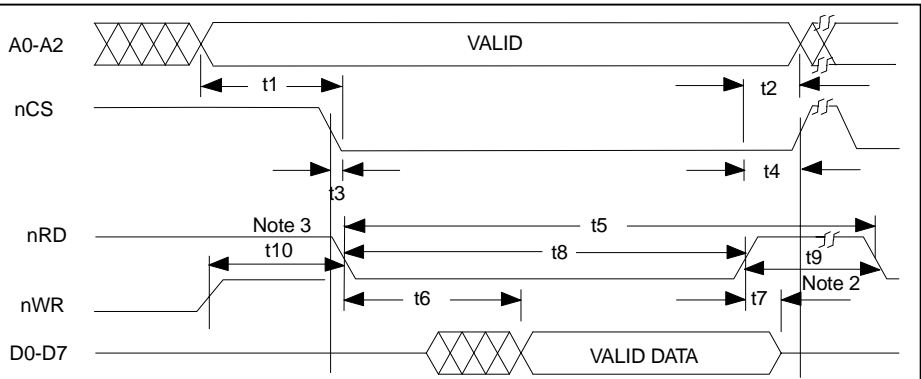 A0-A2
VALID
t1
t2
nCS
t3
t4
nRD
Note 3
t5
t8
t10
t9
Note 2
nWR
t6
t7
D0-D7
VALID DATA